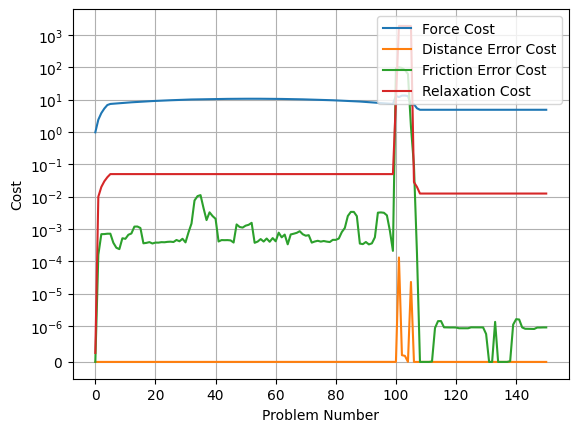 Force Cost
Distance Error Cost
Friction Error Cost
Relaxation Cost
Cost
10³
10²
10¹
10⁰
10⁻¹
10⁻²
10⁻³
10⁻⁴
10⁻⁵
10⁻⁶
0
0 20 40 60 80 100 120 140
Problem Number